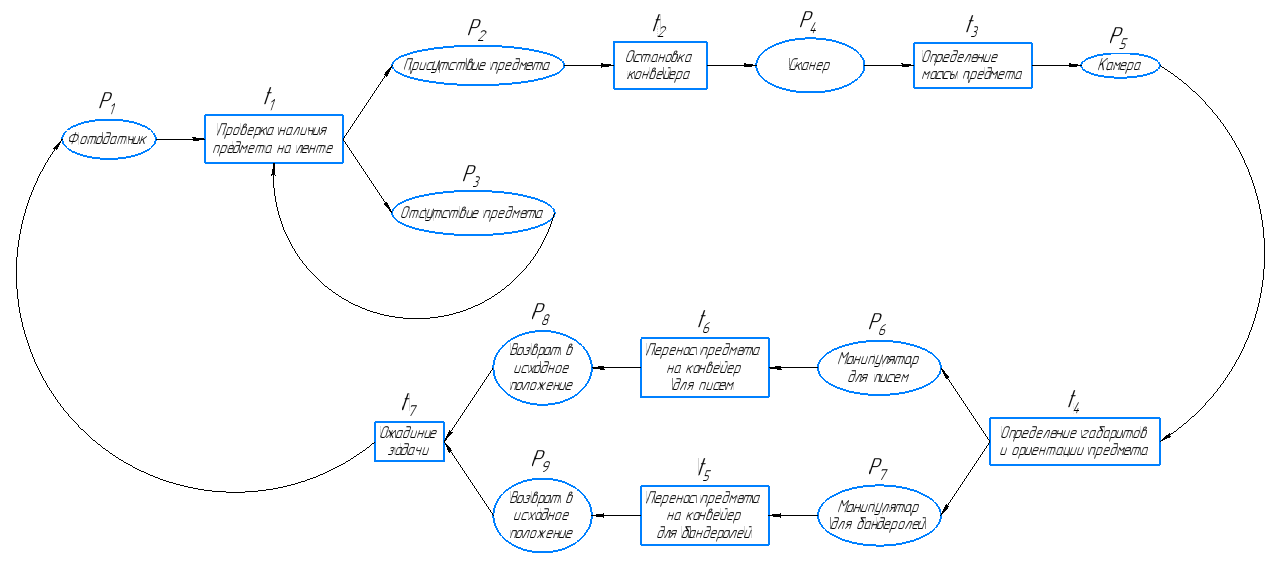 P1
Фотодатник
t1
Проверка налиния
предмета на ленте
P2
Присутствие предмета
P3
Отсутствие предмета
t2
Остановка
конвейера
P4
Сканер
t3
Определение
массы предмета
P5
Камера
t4
Определение габаритов
и ориентации предмета
P6
Манипулятор
для писем
P7
Манипулятор
для бандеролей
t6
Перенос предмета
на конвейер
для писем
t5
Перенос предмета
на конвейер
для бандеролей
P8
Возврат в
исходное
положение
P9
Возврат в
исходное
положение
t7
Ожидиние
задачи